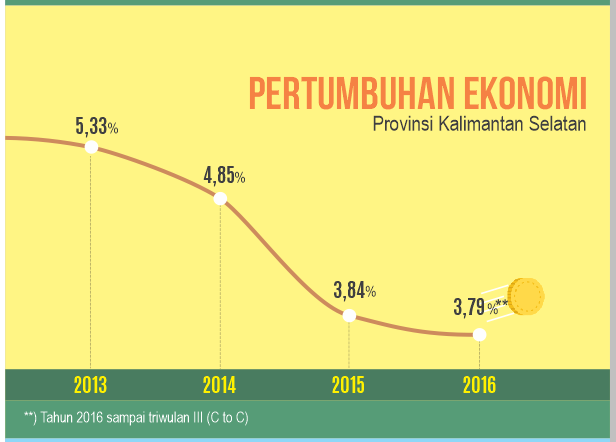 PERTUMBUHAN EKONOMI
Provinsi Kalimantan Selatan
5,33%
4,85%
3,84%
3,79 %**
2013 2014 2015 2016
**) Tahun 2016 sampai triwulan III (C to C)